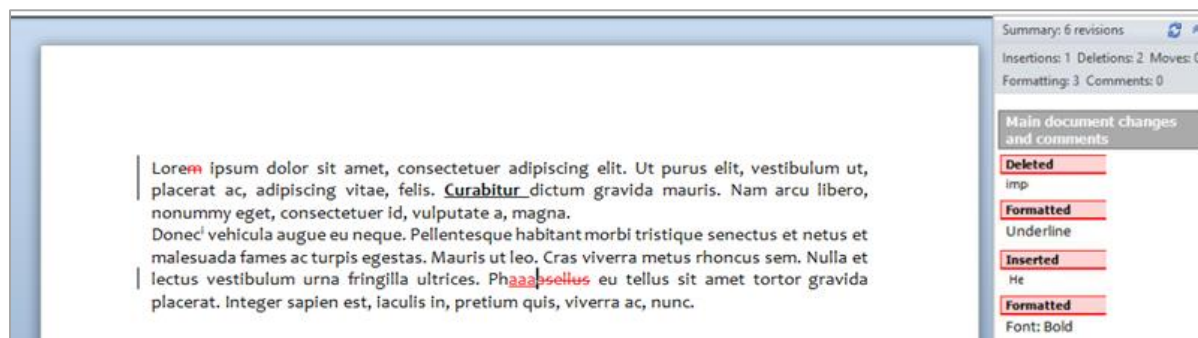 Lorem ipsum dolor sit amet, consectetuer adipiscing elit. Ut purus elit, vestibulum ut,
placerat ac, adipiscing vitae, felis. Curabitur dictum gravida mauris. Nam arcu libero,
nonummy eget, consectetuer id, vulputate a, magna.
Donecⁱ vehicula augue eu neque. Pellentesque habitant morbi tristique senectus et netus et
malesuada fames ac turpis egestas. Mauris ut leo. Cras viverra metus rhoncus sem. Nulla et
lectus vestibulum urna fringilla ultrices. Phaaaasellus eu tellus sit amet tortor gravida
placerat. Integer sapien est, iaculis in, pretium quis, viverra ac, nunc.
Summary: 6 revisions
Insertions: 1 Deletions: 2 Moves: 0
Formatting: 3 Comments: 0
Main document changes
and comments
Deleted
imp
Formatted
Underline
Inserted
He
Formatted
Font: Bold